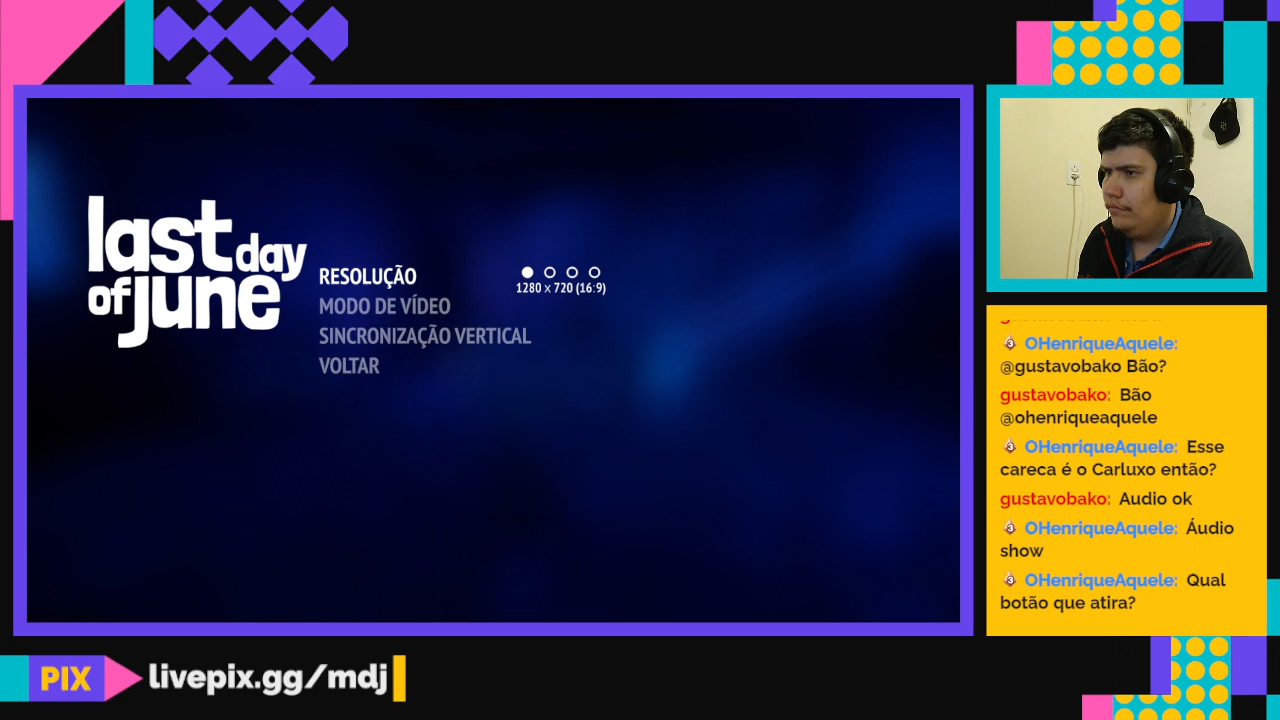 last day
of june
RESOLUÇÃO
1280 x 720 (16:9)
MODO DE VÍDEO
SINCRONIZAÇÃO VERTICAL
VOLTAR
OHenriqueAquele:
@gustavobako Bão?
gustavobako: Bão
@ohenriqueaquele
OHenriqueAquele: Esse
careca é o Carluxo então?
gustavobako: Audio ok
OHenriqueAquele: Áudio
show
OHenriqueAquele: Qual
botão que atira?
PIX livepix.gg/mdj